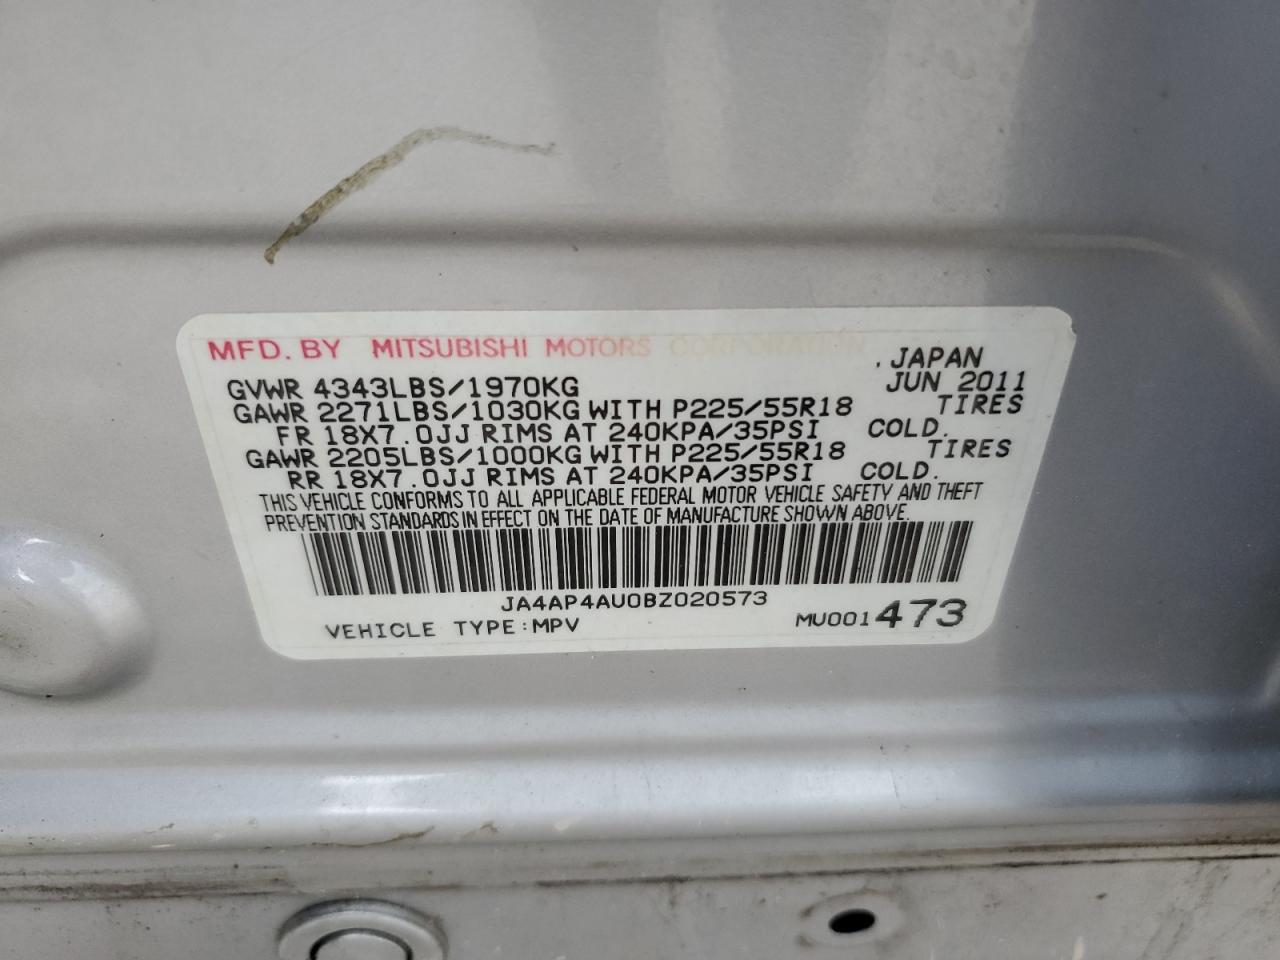 MFD. BY MITSUBISHI MOTORS CORPORATION, JAPAN
GVWR 4343LBS/1970KG JUN 2011
GAWR 2271LBS/1030KG WITH P225/55R18 TIRES
FR 18X7.0JJ RIMS AT 240KPA/35PSI COLD.
GAWR 2205LBS/1000KG WITH P225/55R18 TIRES
RR 18X7.0JJ RIMS AT 240KPA/35PSI COLD.
THIS VEHICLE CONFORMS TO ALL APPLICABLE FEDERAL MOTOR VEHICLE SAFETY AND THEFT
PREVENTION STANDARDS IN EFFECT ON THE DATE OF MANUFACTURE SHOWN ABOVE.
JA4AP4AU0BZ020573
VEHICLE TYPE:MPV MU001473